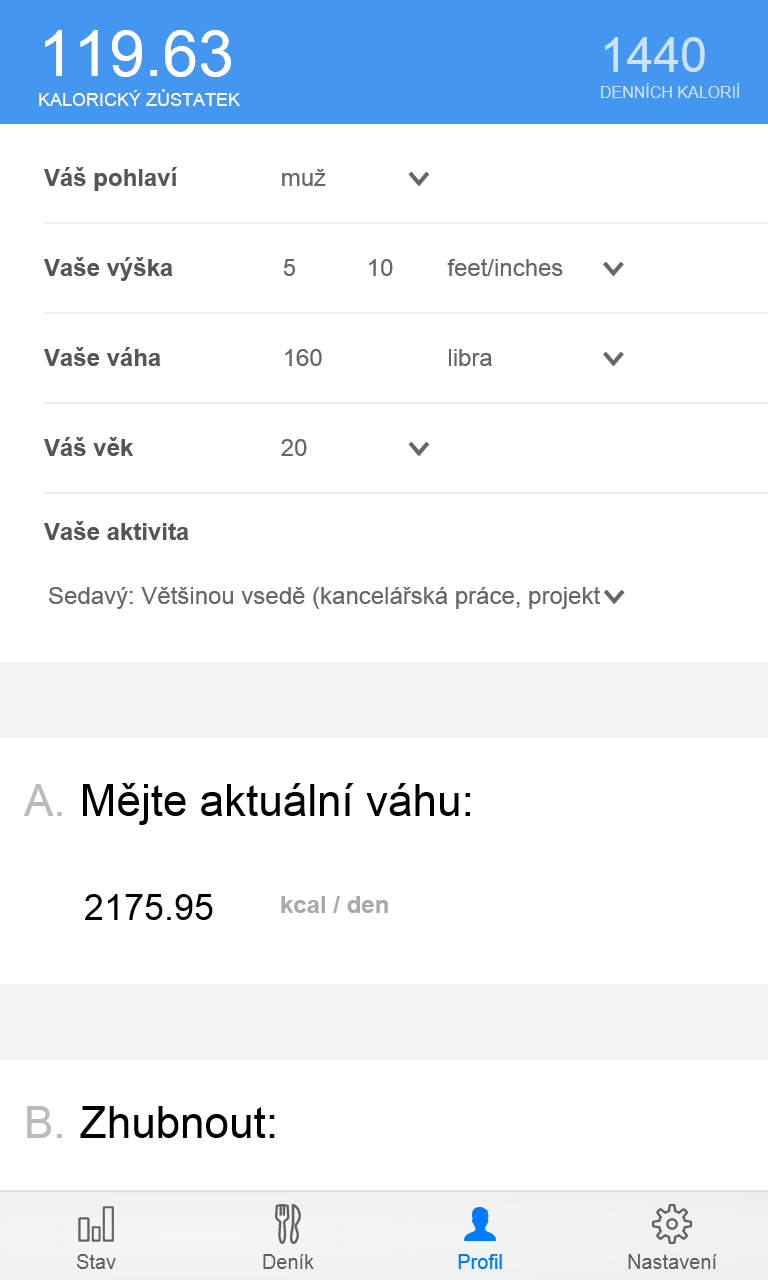 119.63
1440
KALORICKÝ ZŮSTATEK
DENNÍCH KALORIÍ
Váš pohlaví muž
Vaše výška 5 10 feet/inches
Vaše váha 160 libra
Váš věk 20
Vaše aktivita
Sedavý: Většinou vsedě (kancelářská práce, projekt
A. Mějte aktuální váhu:
2175.95 kcal / den
B. Zhubnout:
Stav Deník Profil Nastavení